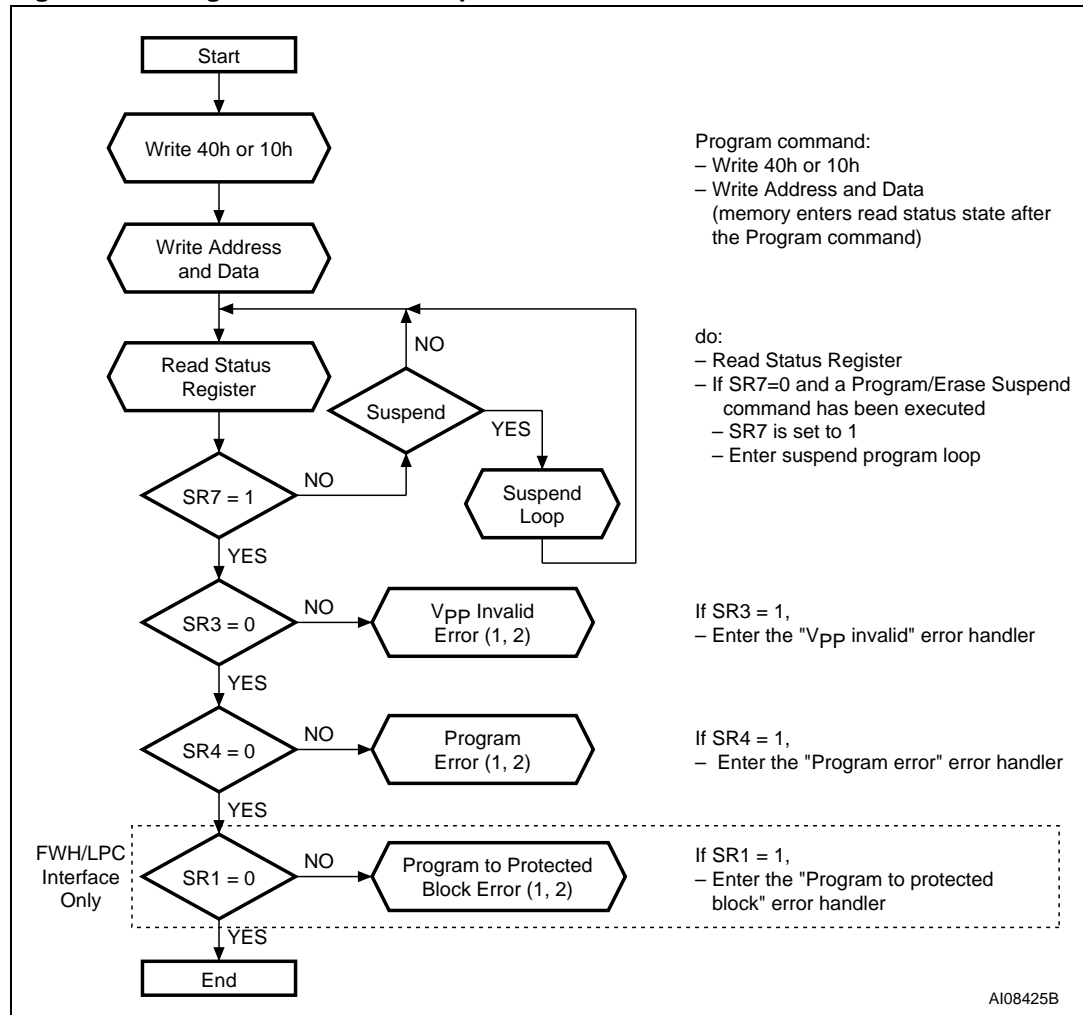 Start
Write 40h or 10h
Program command:
– Write 40h or 10h
– Write Address and Data
(memory enters read status state after
the Program command)
Write Address
and Data
NO
do:
– Read Status Register
– If SR7=0 and a Program/Erase Suspend
command has been executed
– SR7 is set to 1
– Enter suspend program loop
Read Status
Register
Suspend
YES
SR7 = 1
NO
Suspend
Loop
YES
SR3 = 0
NO
VPP Invalid
Error (1, 2)
If SR3 = 1,
– Enter the "VPP invalid" error handler
YES
SR4 = 0
NO
Program
Error (1, 2)
If SR4 = 1,
– Enter the "Program error" error handler
YES
FWH/LPC
Interface
Only
SR1 = 0
NO
Program to Protected
Block Error (1, 2)
If SR1 = 1,
– Enter the "Program to protected
block" error handler
YES
End
AI08425B